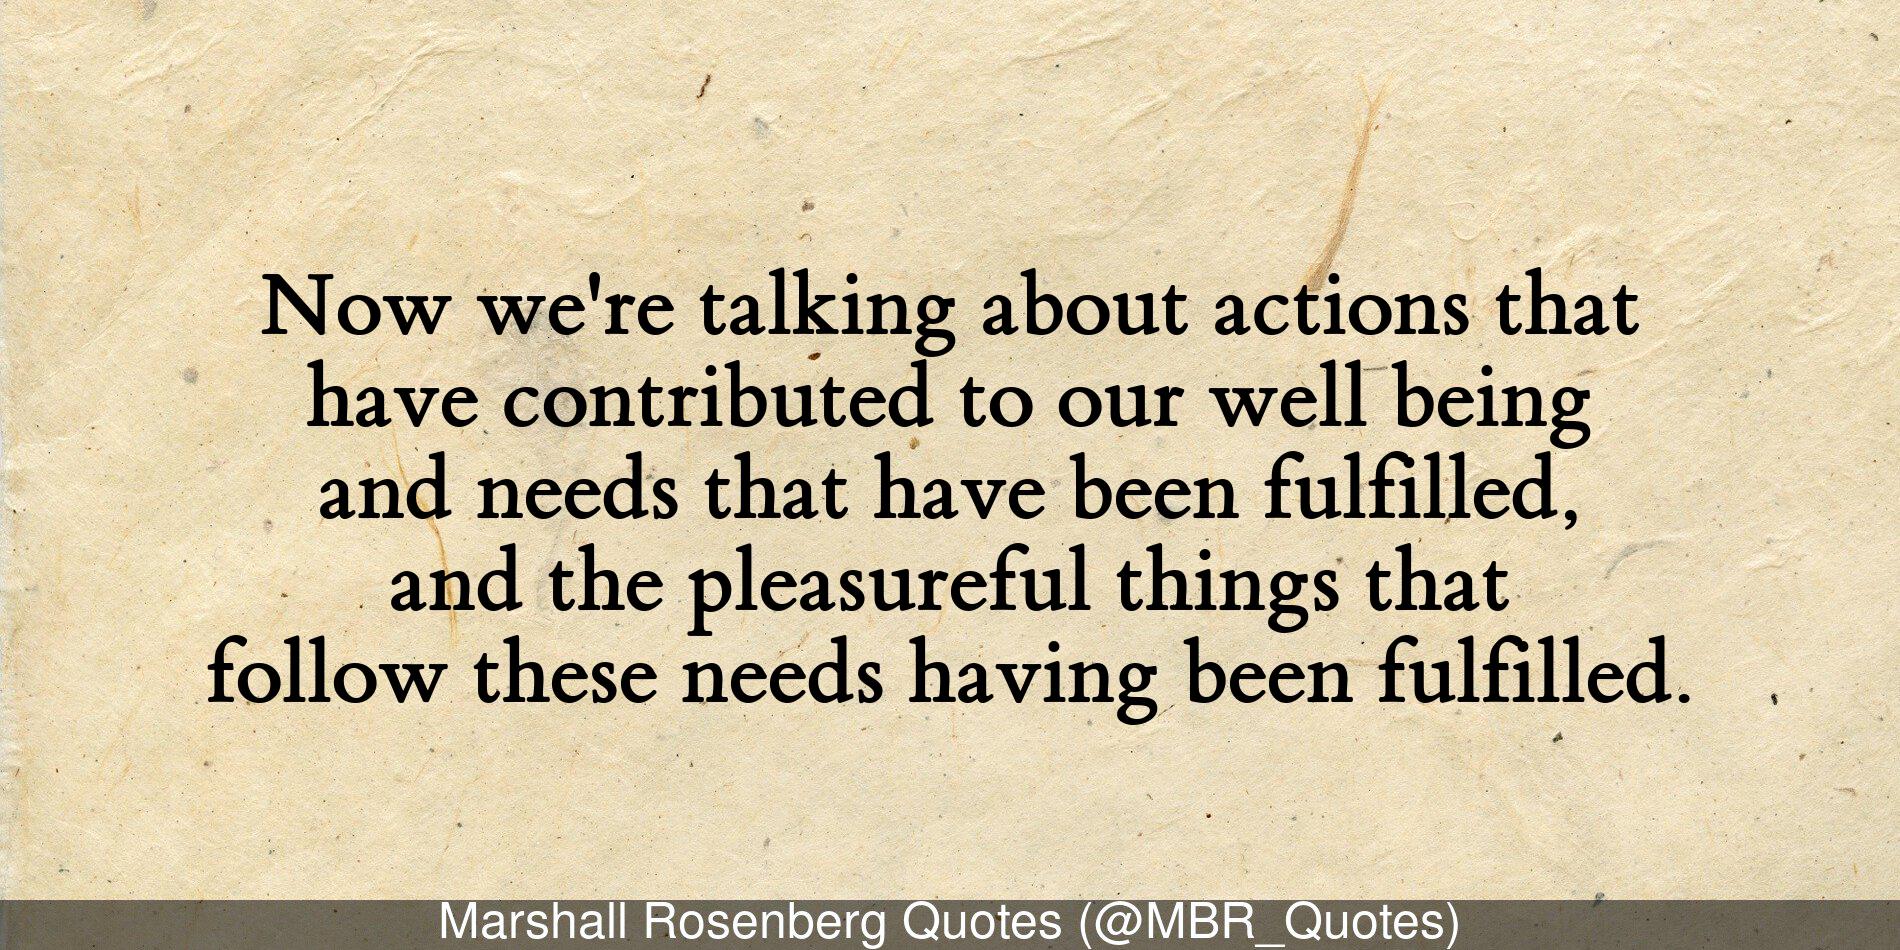 Now we're talking about actions that
have contributed to our well being
and needs that have been fulfilled,
and the pleasureful things that
follow these needs having been fulfilled.
Marshall Rosenberg Quotes (@MBR_Quotes)